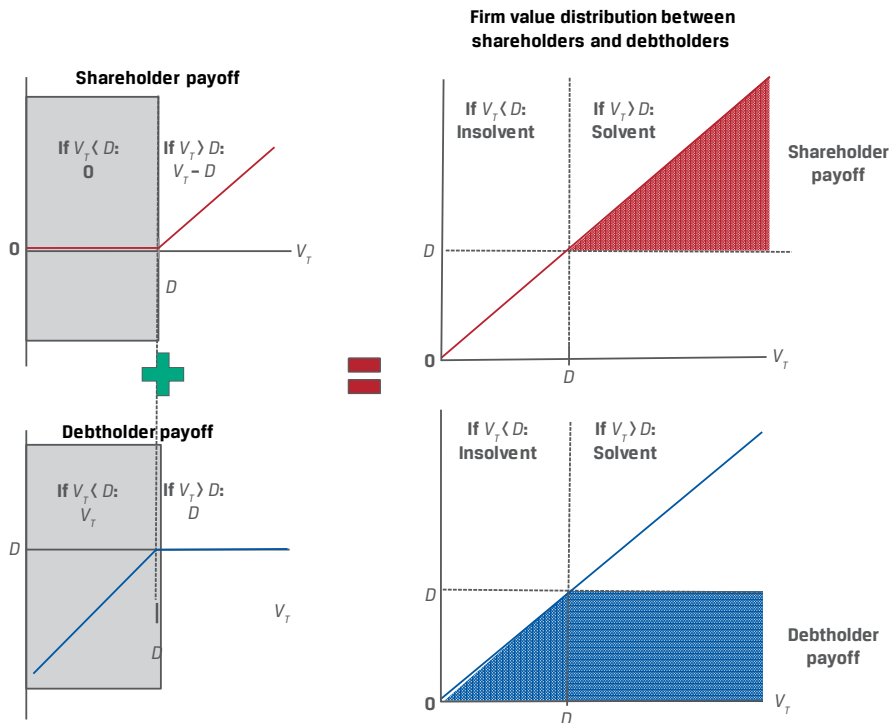 Firm value distribution between
shareholders and debtholders
Shareholder payoff
If V_T < D:
0
If V_T > D:
V_T – D
0
V_T
D
If V_T < D:
Insolvent
If V_T > D:
Solvent
Shareholder
payoff
D
0
V_T
D
Debtholder payoff
If V_T < D:
V_T
If V_T > D:
D
D
V_T
D
If V_T < D:
Insolvent
If V_T > D:
Solvent
D
Debtholder
payoff
0
V_T
D